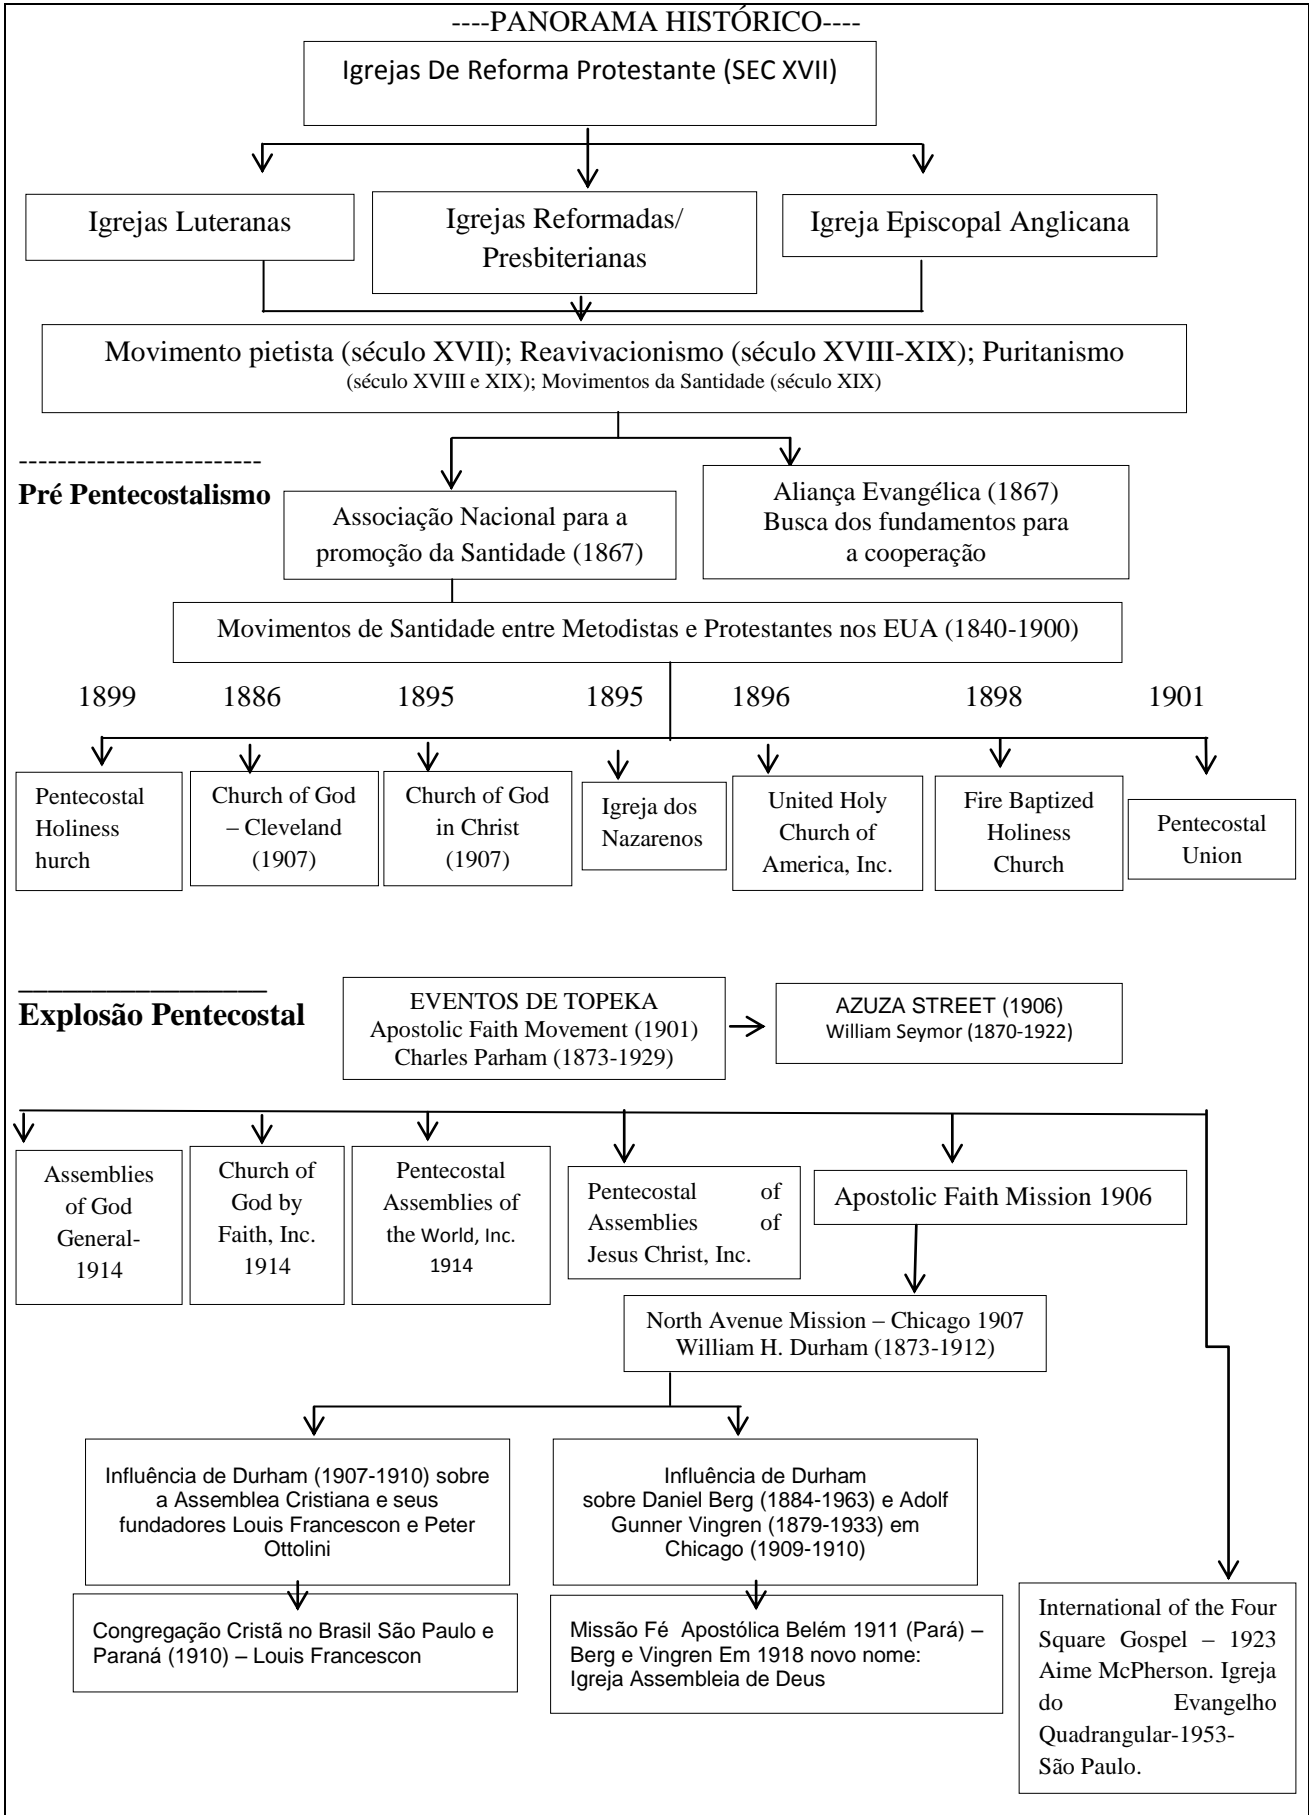 ----PANORAMA HISTÓRICO----
Igrejas De Reforma Protestante (SEC XVII)
Igrejas Luteranas
Igrejas Reformadas/
Presbiterianas
Igreja Episcopal Anglicana
Movimento pietista (século XVII); Reavivacionismo (século XVIII-XIX); Puritanismo
(século XVIII e XIX); Movimentos da Santidade (século XIX)
-------------------------
Pré Pentecostalismo
Associação Nacional para a
promoção da Santidade (1867)
Aliança Evangélica (1867)
Busca dos fundamentos para
a cooperação
Movimentos de Santidade entre Metodistas e Protestantes nos EUA (1840-1900)
1899 1886 1895 1895 1896 1898 1901
Pentecostal
Holiness
hurch
Church of God
– Cleveland
(1907)
Church of God
in Christ
(1907)
Igreja dos
Nazarenos
United Holy
Church of
America, Inc.
Fire Baptized
Holiness
Church
Pentecostal
Union
__________________
Explosão Pentecostal
EVENTOS DE TOPEKA
Apostolic Faith Movement (1901)
Charles Parham (1873-1929)
AZUZA STREET (1906)
William Seymor (1870-1922)
Assemblies
of God
General-
1914
Church of
God by
Faith, Inc.
1914
Pentecostal
Assemblies of
the World, Inc.
1914
Pentecostal of
Assemblies of
Jesus Christ, Inc.
Apostolic Faith Mission 1906
North Avenue Mission – Chicago 1907
William H. Durham (1873-1912)
Influência de Durham (1907-1910) sobre
a Assemblea Cristiana e seus
fundadores Louis Francescon e Peter
Ottolini
Influência de Durham
sobre Daniel Berg (1884-1963) e Adolf
Gunner Vingren (1879-1933) em
Chicago (1909-1910)
Congregação Cristã no Brasil São Paulo e
Paraná (1910) – Louis Francescon
Missão Fé Apostólica Belém 1911 (Pará) –
Berg e Vingren Em 1918 novo nome:
Igreja Assembleia de Deus
International of the Four
Square Gospel – 1923
Aime McPherson. Igreja
do Evangelho
Quadrangular-1953-
São Paulo.